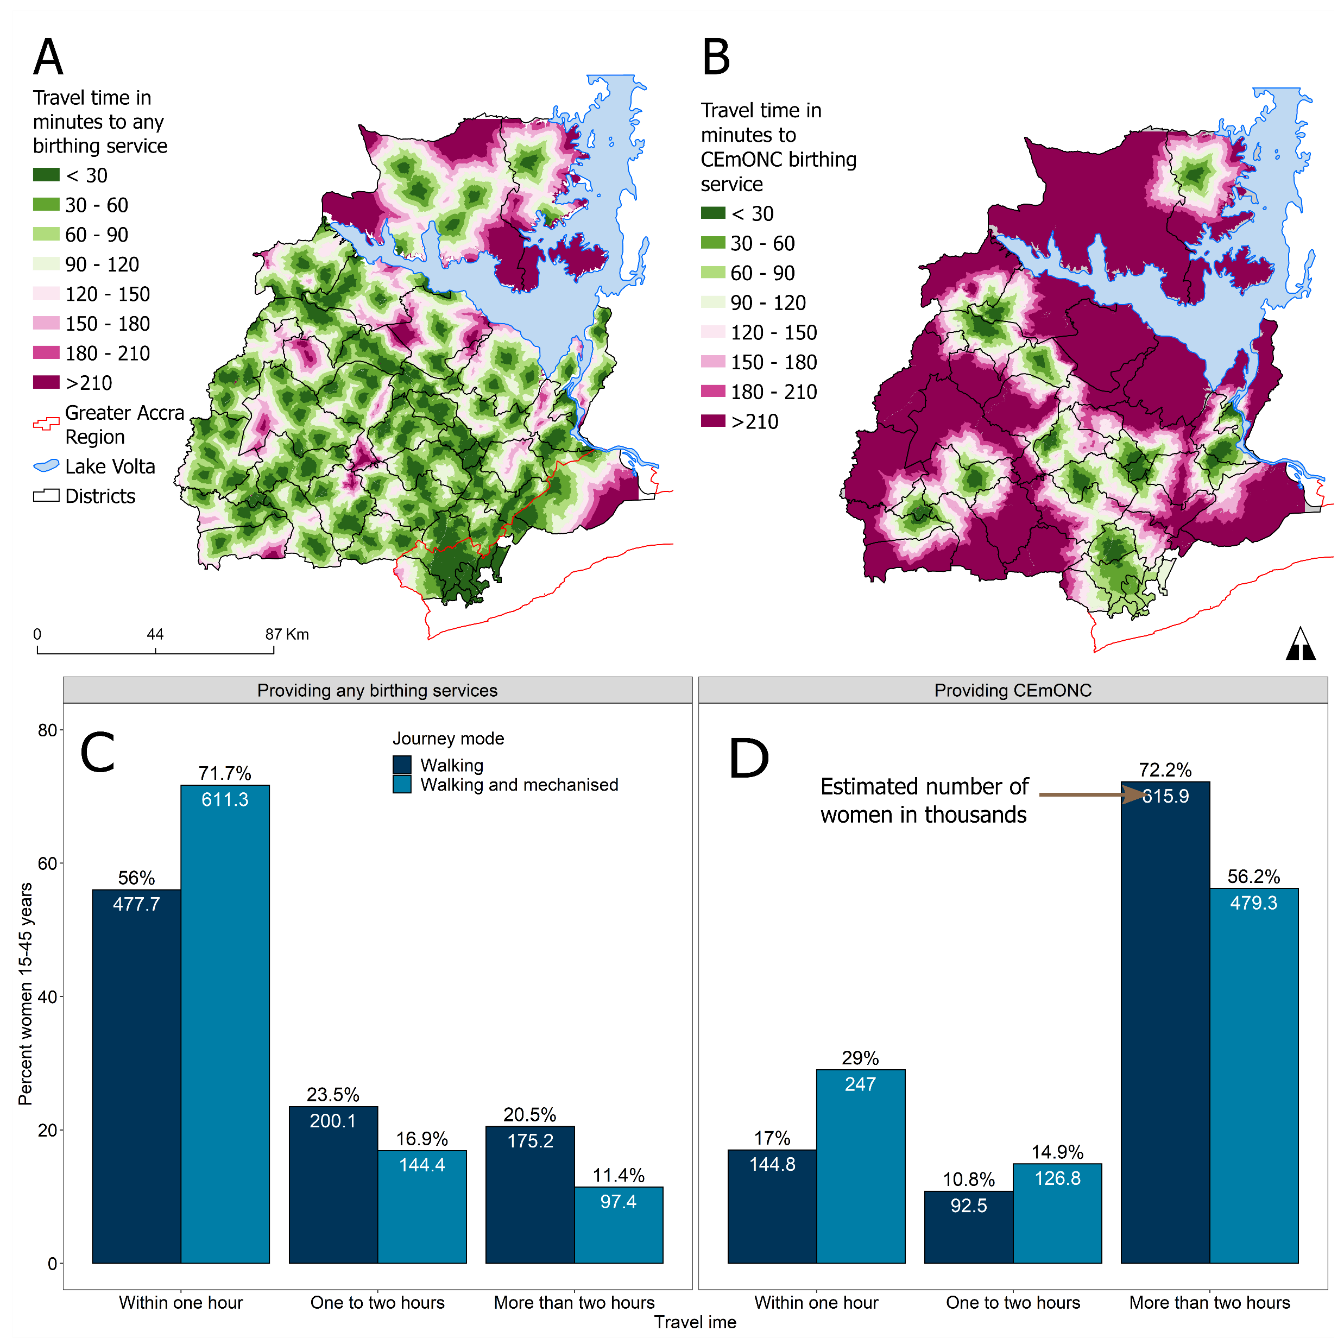 A
Travel time in
minutes to any
birthing service
< 30
30 - 60
60 - 90
90 - 120
120 - 150
150 - 180
180 - 210
>210
Greater Accra
Region
Lake Volta
Districts
0 44 87 Km
B
Travel time in
minutes to
CEmONC birthing
service
< 30
30 - 60
60 - 90
90 - 120
120 - 150
150 - 180
180 - 210
>210
Providing any birthing services
C
Journey mode
Walking
Walking and mechanised
Percent women 15-45 years
80
60
40
20
0
56%
477.7
71.7%
611.3
23.5%
200.1
16.9%
144.4
20.5%
175.2
11.4%
97.4
Within one hour
One to two hours
More than two hours
Providing CEmONC
D
Estimated number of
women in thousands
17%
144.8
29%
247
10.8%
92.5
14.9%
126.8
72.2%
615.9
56.2%
479.3
Within one hour
One to two hours
More than two hours
Travel ime